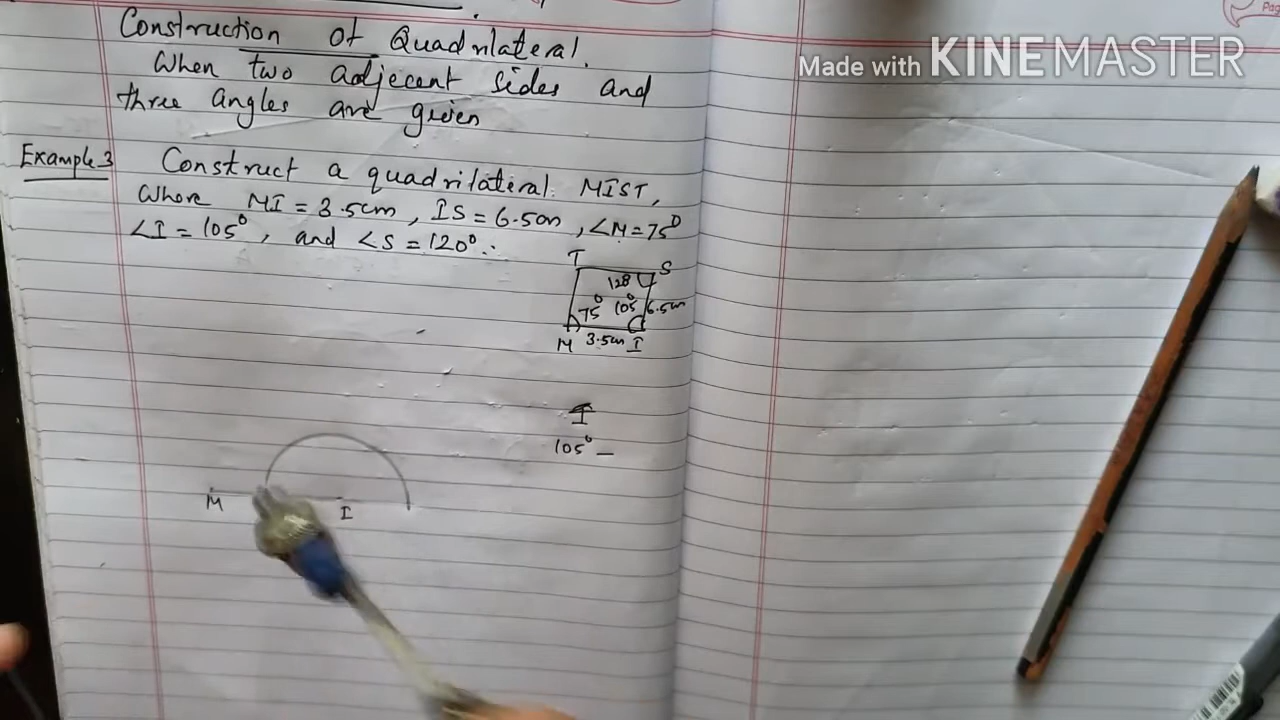 Construction of Quadrilateral.
When two adjecent sides and
three angles are given
Made with KINEMASTER
Example 3 Construct a quadrilateral. MIST,
Where MI = 3.5cm, IS = 6.5cm, ∠M = 75°
∠I = 105°, and ∠S = 120°.
T S
120
75° 105° 6.5cm
M 3.5cm I
I
105° –
M I